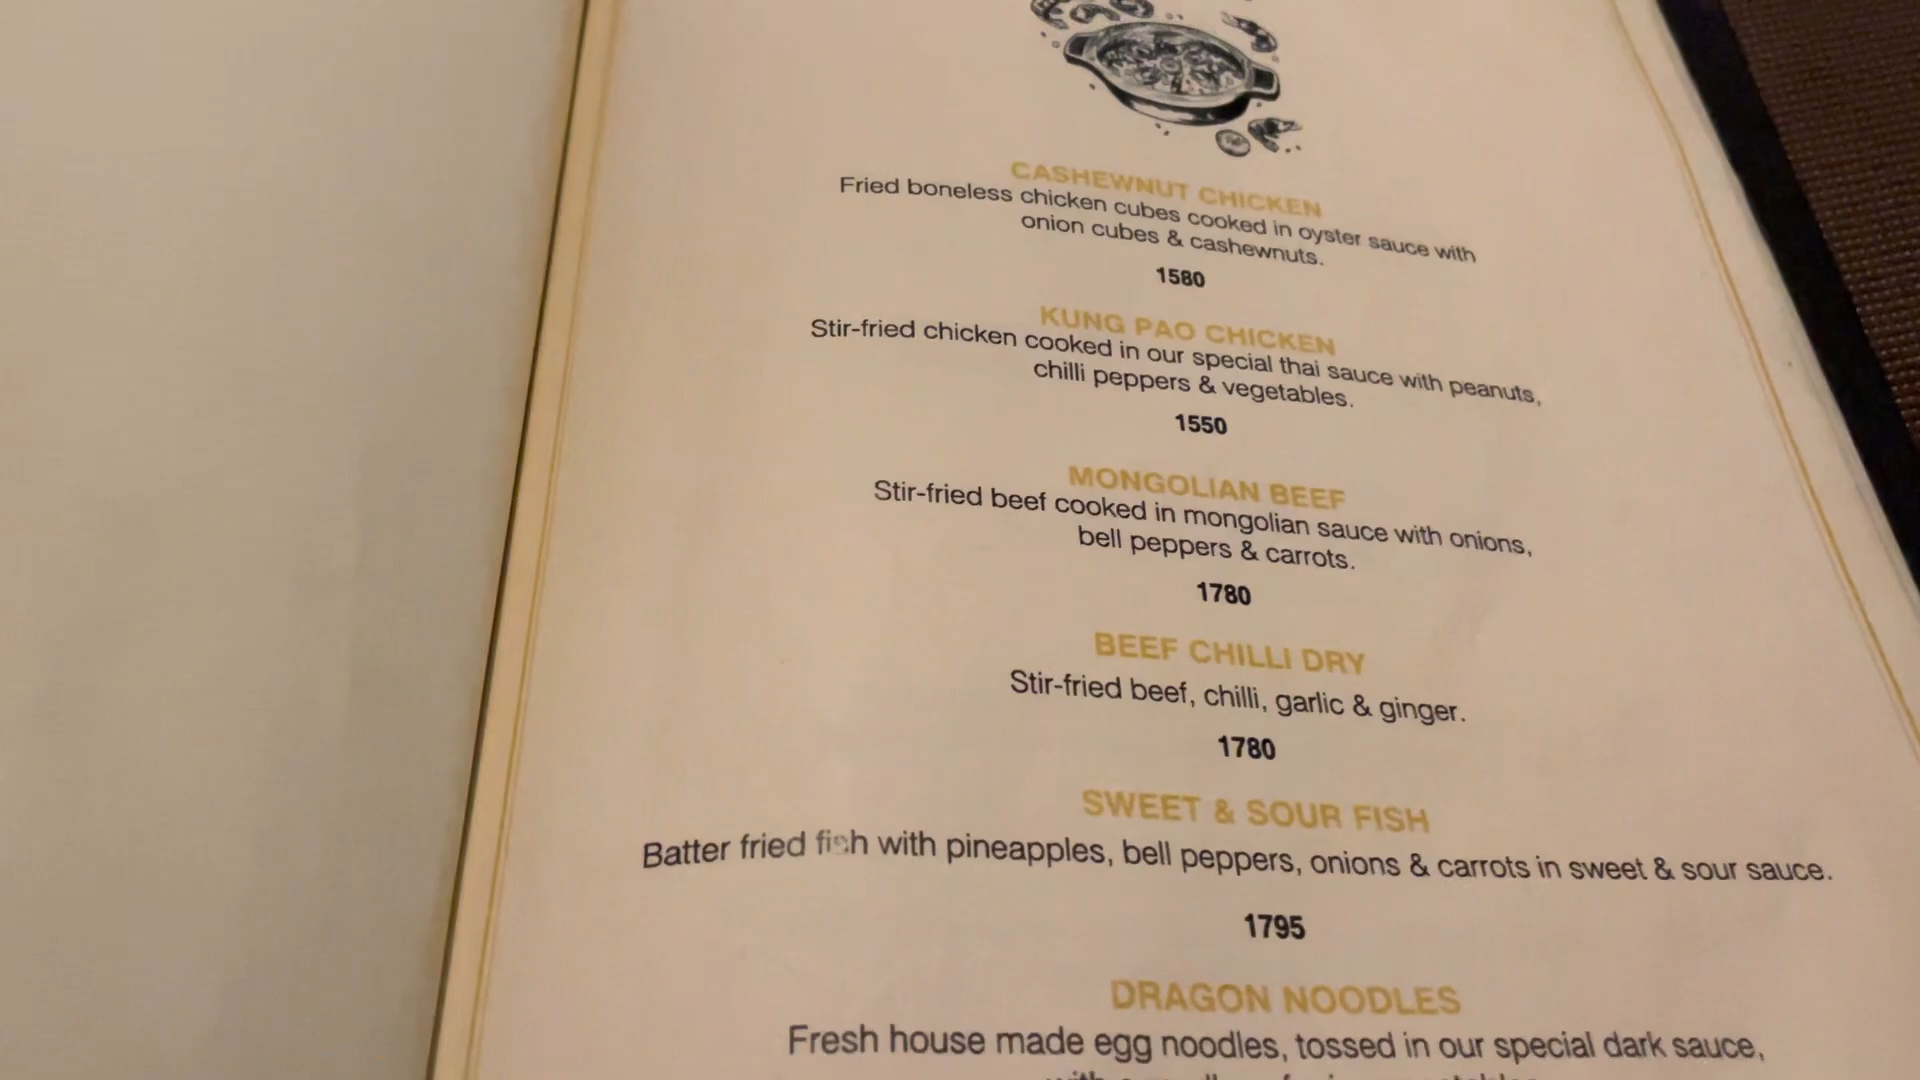 CASHEWNUT CHICKEN
Fried boneless chicken cubes cooked in oyster sauce with
onion cubes & cashewnuts.
1580
KUNG PAO CHICKEN
Stir-fried chicken cooked in our special thai sauce with peanuts,
chilli peppers & vegetables.
1550
MONGOLIAN BEEF
Stir-fried beef cooked in mongolian sauce with onions,
bell peppers & carrots.
1780
BEEF CHILLI DRY
Stir-fried beef, chilli, garlic & ginger.
1780
SWEET & SOUR FISH
Batter fried fish with pineapples, bell peppers, onions & carrots in sweet & sour sauce.
1795
DRAGON NOODLES
Fresh house made egg noodles, tossed in our special dark sauce,